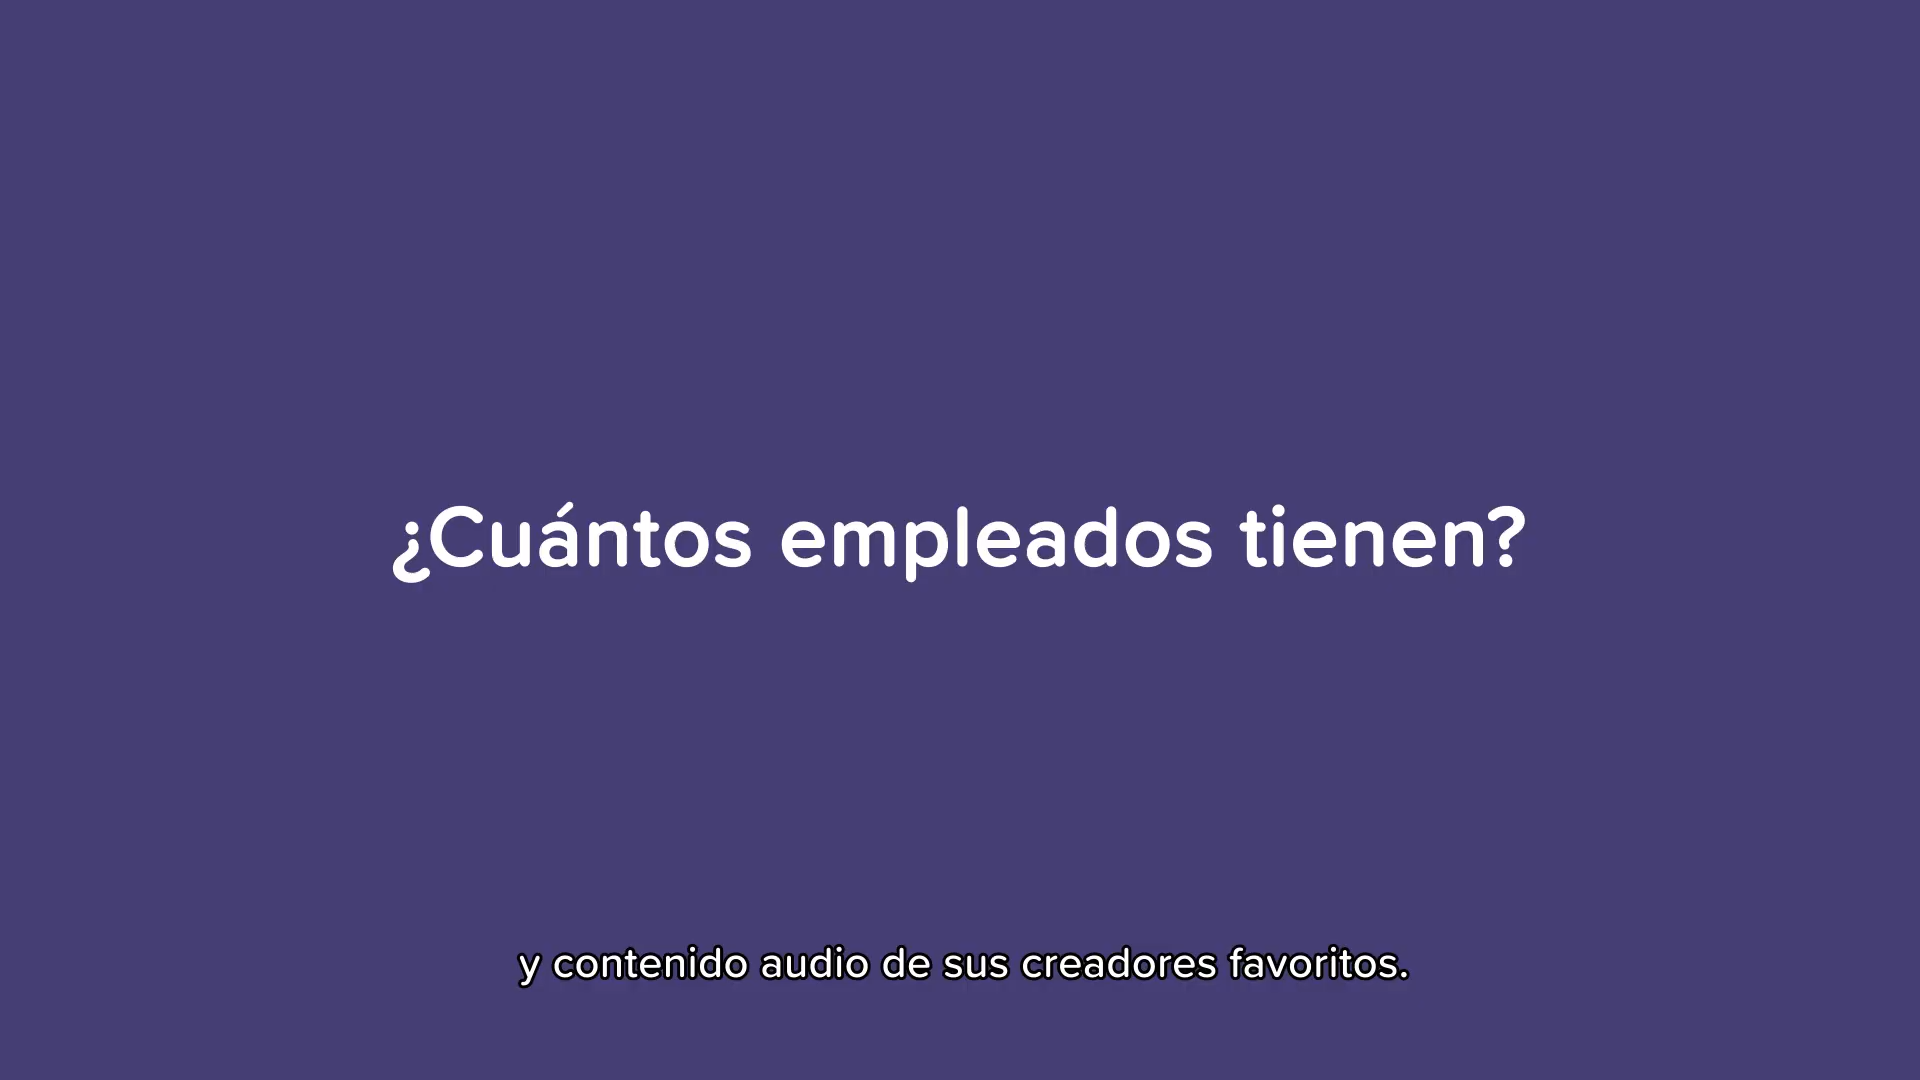 ¿Cuántos empleados tienen?
y contenido audio de sus creadores favoritos.